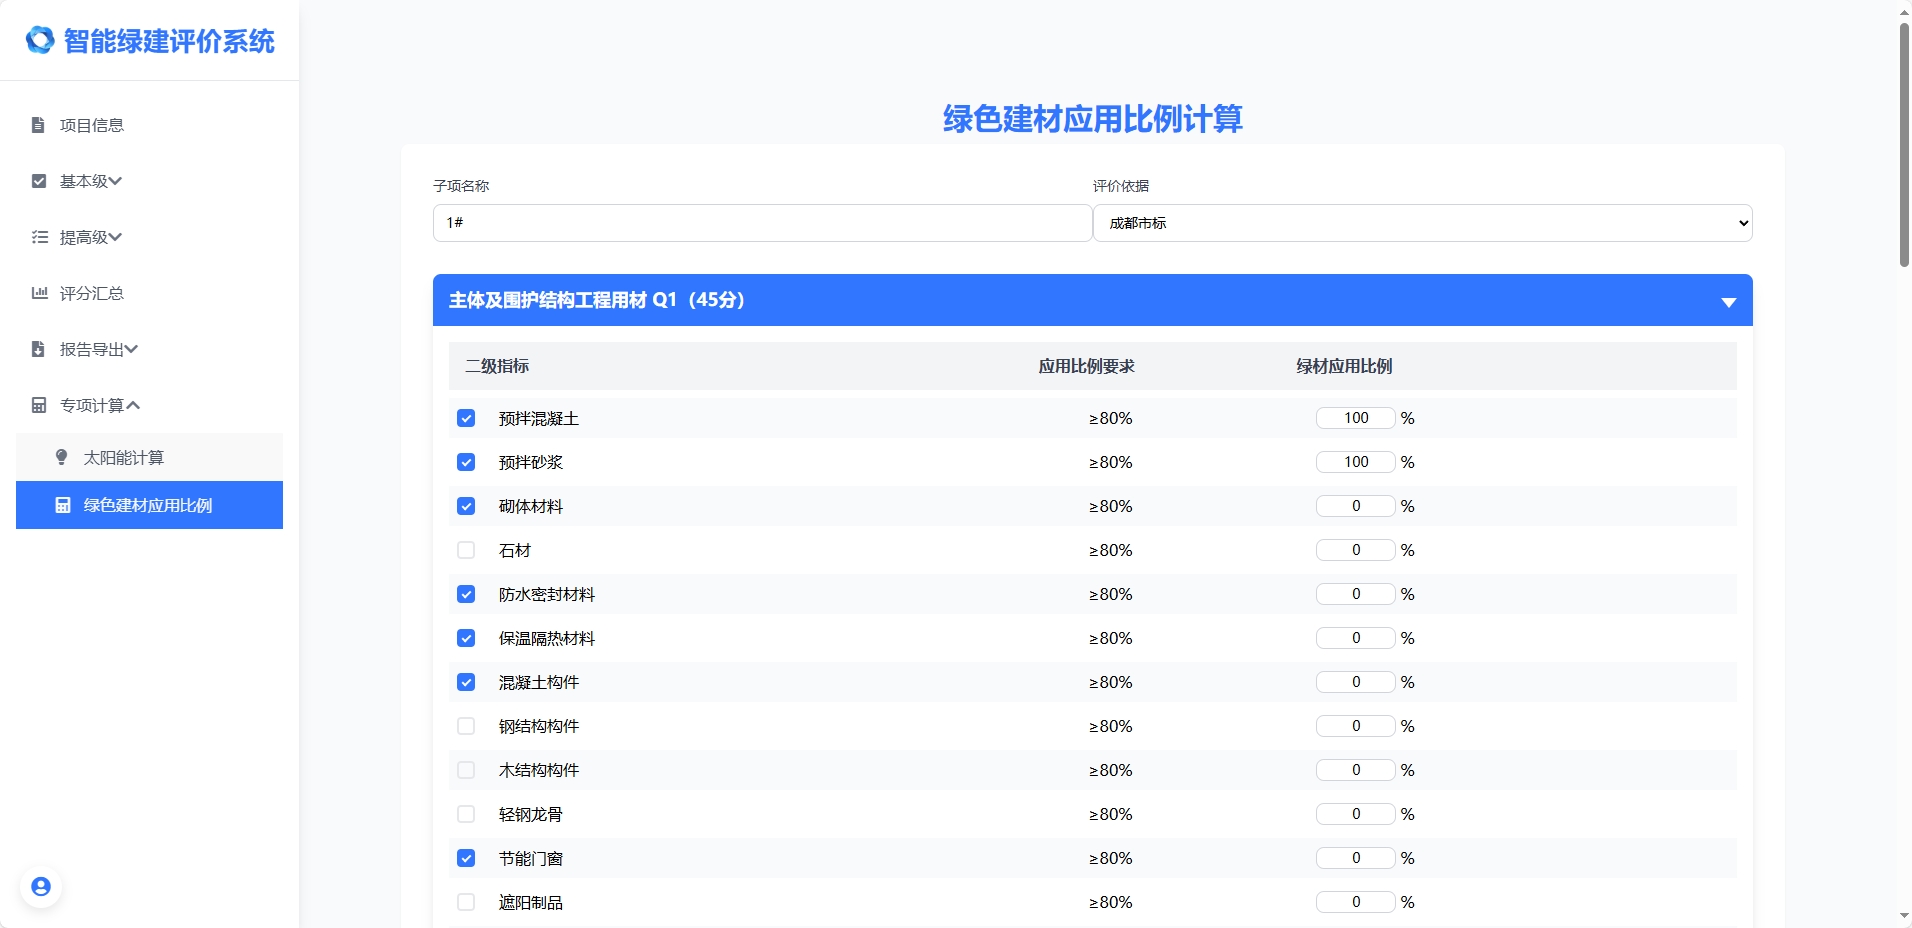 智能绿建评价系统
项目信息
基本级
提高级
评分汇总
报告导出
专项计算
太阳能计算
绿色建材应用比例
绿色建材应用比例计算
子项名称 评价依据
1# 成都市标
主体及围护结构工程用材 Q1（45分）
二级指标 应用比例要求 绿材应用比例
预拌混凝土 ≥80% 100 %
预拌砂浆 ≥80% 100 %
砌体材料 ≥80% 0 %
石材 ≥80% 0 %
防水密封材料 ≥80% 0 %
保温隔热材料 ≥80% 0 %
混凝土构件 ≥80% 0 %
钢结构构件 ≥80% 0 %
木结构构件 ≥80% 0 %
轻钢龙骨 ≥80% 0 %
节能门窗 ≥80% 0 %
遮阳制品 ≥80% 0 %